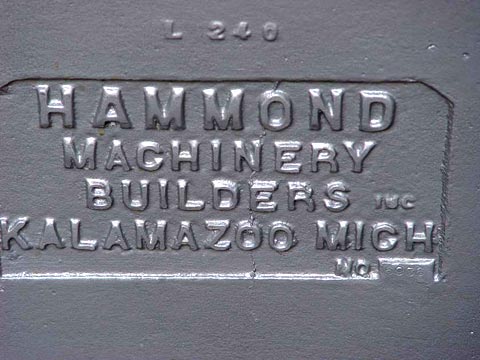 L 240
HAMMOND
MACHINERY
BUILDERS INC
KALAMAZOO MICH
NO